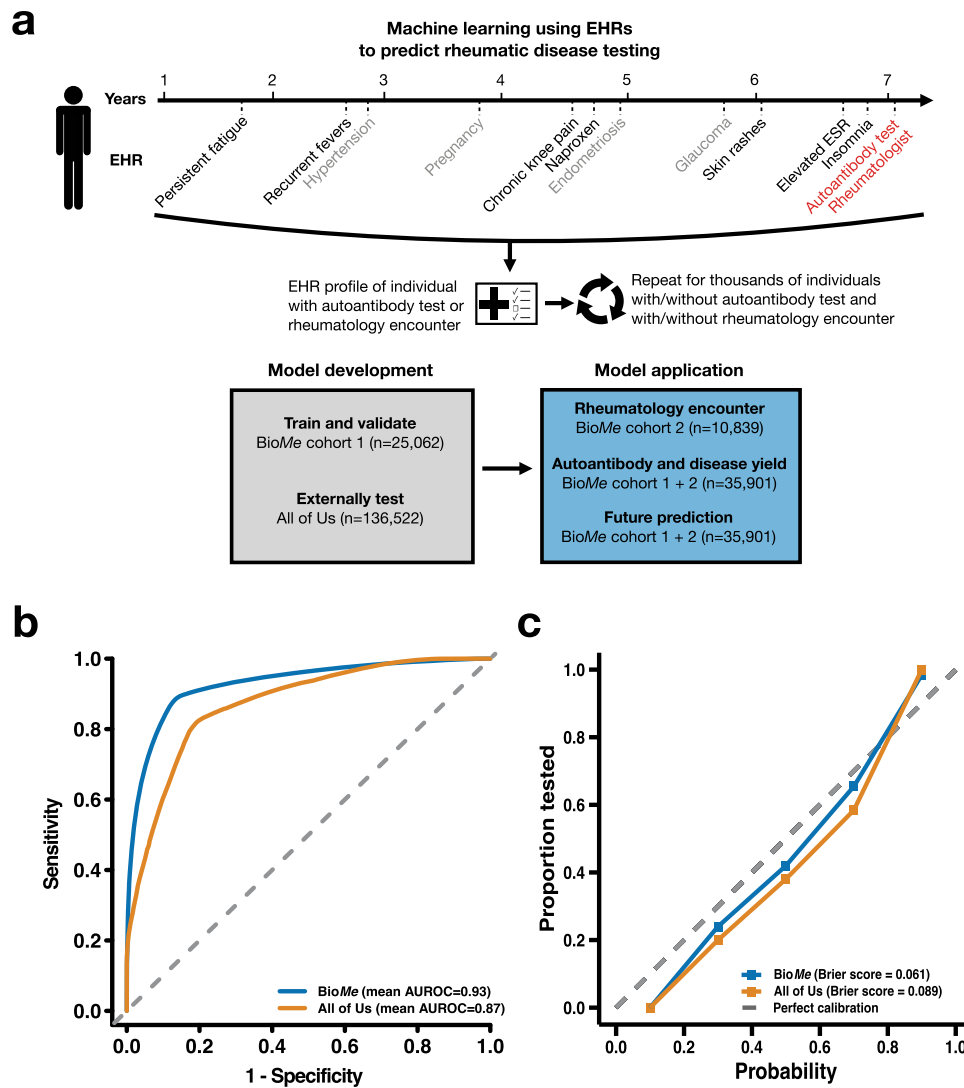 a
Machine learning using EHRs
to predict rheumatic disease testing
1 2 3 4 5 6 7
Years
EHR
Persistent fatigue
Recurrent fevers
Hypertension
Pregnancy
Chronic knee pain
Naproxen
Endometriosis
Glaucoma
Skin rashes
Elevated ESR
Insomnia
Autoantibody test
Rheumatologist
EHR profile of individual
with autoantibody test or
rheumatology encounter
Repeat for thousands of individuals
with/without autoantibody test and
with/without rheumatology encounter
Model development
Train and validate
BioMe cohort 1 (n=25,062)
Externally test
All of Us (n=136,522)
Model application
Rheumatology encounter
BioMe cohort 2 (n=10,839)
Autoantibody and disease yield
BioMe cohort 1 + 2 (n=35,901)
Future prediction
BioMe cohort 1 + 2 (n=35,901)
b
Sensitivity
1.0
0.8
0.6
0.4
0.2
0.0
BioMe (mean AUROC=0.93)
All of Us (mean AUROC=0.87)
0.0 0.2 0.4 0.6 0.8 1.0
1 - Specificity
c
Proportion tested
1.0
0.8
0.6
0.4
0.2
0.0
BioMe (Brier score = 0.061)
All of Us (Brier score = 0.089)
Perfect calibration
0.0 0.2 0.4 0.6 0.8 1.0
Probability